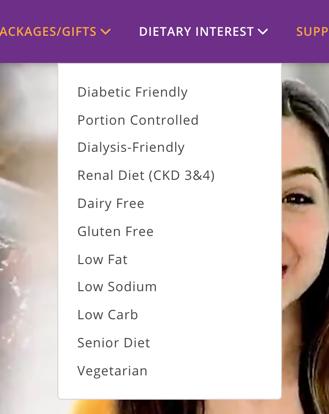 ACKAGES/GIFTS DIETARY INTEREST SUPP
Diabetic Friendly
Portion Controlled
Dialysis-Friendly
Renal Diet (CKD 3&4)
Dairy Free
Gluten Free
Low Fat
Low Sodium
Low Carb
Senior Diet
Vegetarian